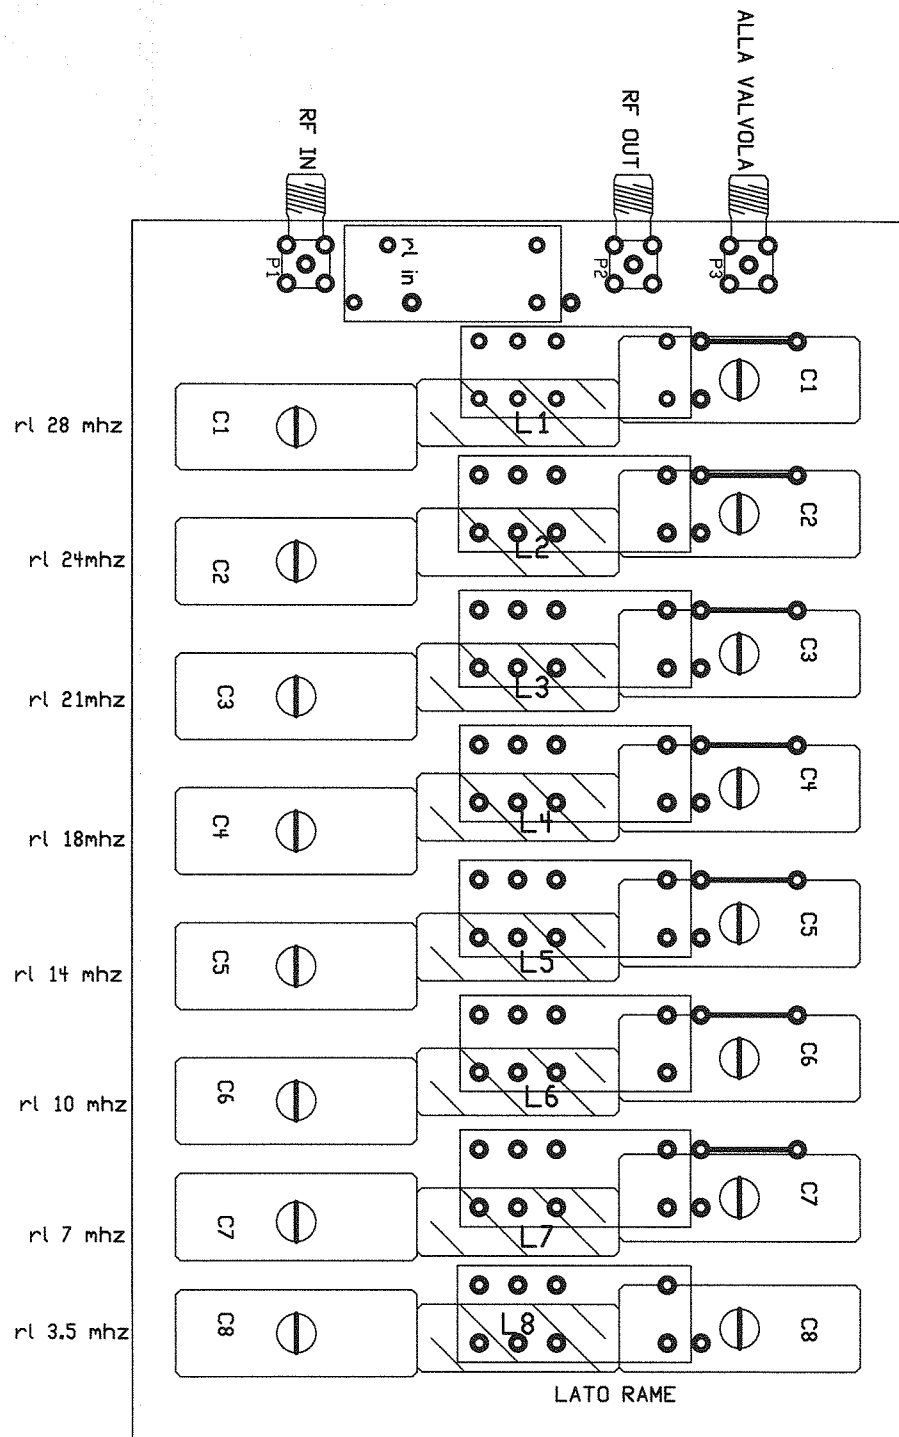 ALLA VALVOLA
RF OUT
RF IN
P1
rl in
P2
P3
C1
rl 28 mhz
C1
L1
C2
rl 24mhz
C2
L2
C3
rl 21mhz
C3
L3
C4
rl 18mhz
C4
L4
C5
rl 14 mhz
C5
L5
C6
rl 10 mhz
C6
L6
C7
rl 7 mhz
C7
L7
C8
rl 3.5 mhz
C8
L8
LATO RAME